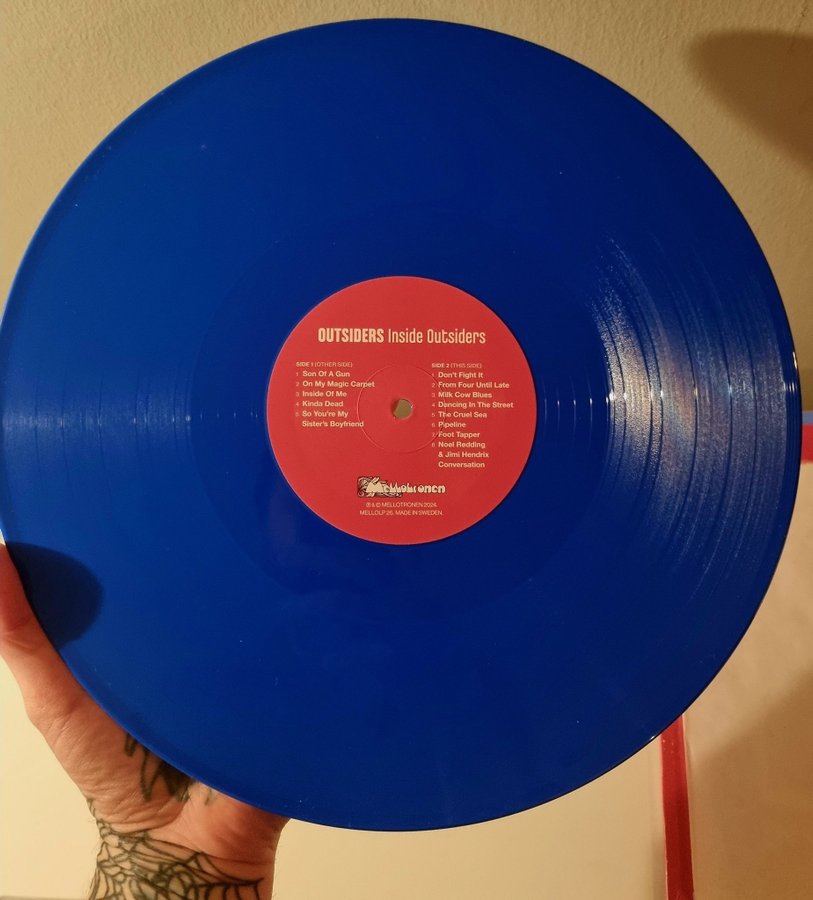 OUTSIDERS Inside Outsiders
SIDE 1 (OTHER SIDE)
1 Son Of A Gun
2 On My Magic Carpet
3 Inside Of Me
4 Kinda Dead
5 So You're My
Sister's Boyfriend
SIDE 2 (THIS SIDE)
1 Don't Fight It
2 From Four Until Late
3 Milk Cow Blues
4 Dancing In The Street
5 The Cruel Sea
6 Pipeline
7 Foot Tapper
8 Noel Redding
& Jimi Hendrix
Conversation
Mellotronen
℗ & © MELLOTRONEN 2024.
MELLOLP 26. MADE IN SWEDEN.